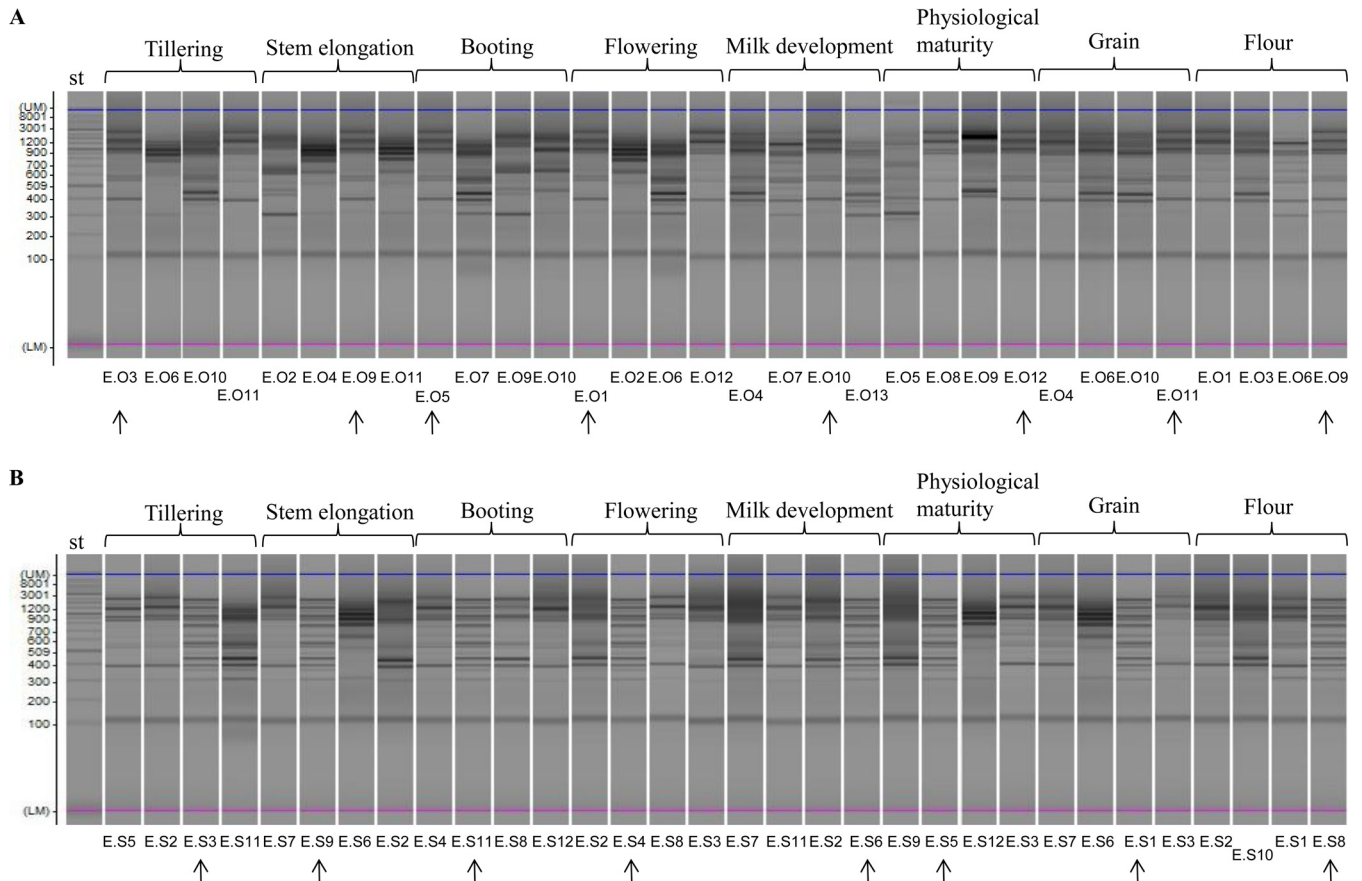 A
Tillering Stem elongation Booting Flowering Milk development Physiological maturity Grain Flour
st
(UM)
8001
3001
1200
900
700
600
509
400
300
200
100
(LM)
E.O3 E.O6 E.O10 E.O2 E.O4 E.O9 E.O11 E.O7 E.O9 E.O10 E.O2 E.O6 E.O12 E.O7 E.O10 E.O5 E.O8 E.O9 E.O12 E.O6 E.O10 E.O1 E.O3 E.O6 E.O9
E.O11 E.O5 E.O1 E.O4 E.O13 E.O4 E.O11
B
Tillering Stem elongation Booting Flowering Milk development Physiological maturity Grain Flour
st
(UM)
8001
3001
1200
900
700
600
509
400
300
200
100
(LM)
E.S5 E.S2 E.S3 E.S11 E.S7 E.S9 E.S6 E.S2 E.S4 E.S11 E.S8 E.S12 E.S2 E.S4 E.S8 E.S3 E.S7 E.S11 E.S2 E.S6 E.S9 E.S5 E.S12 E.S3 E.S7 E.S6 E.S1 E.S3 E.S2 E.S1 E.S8
E.S10